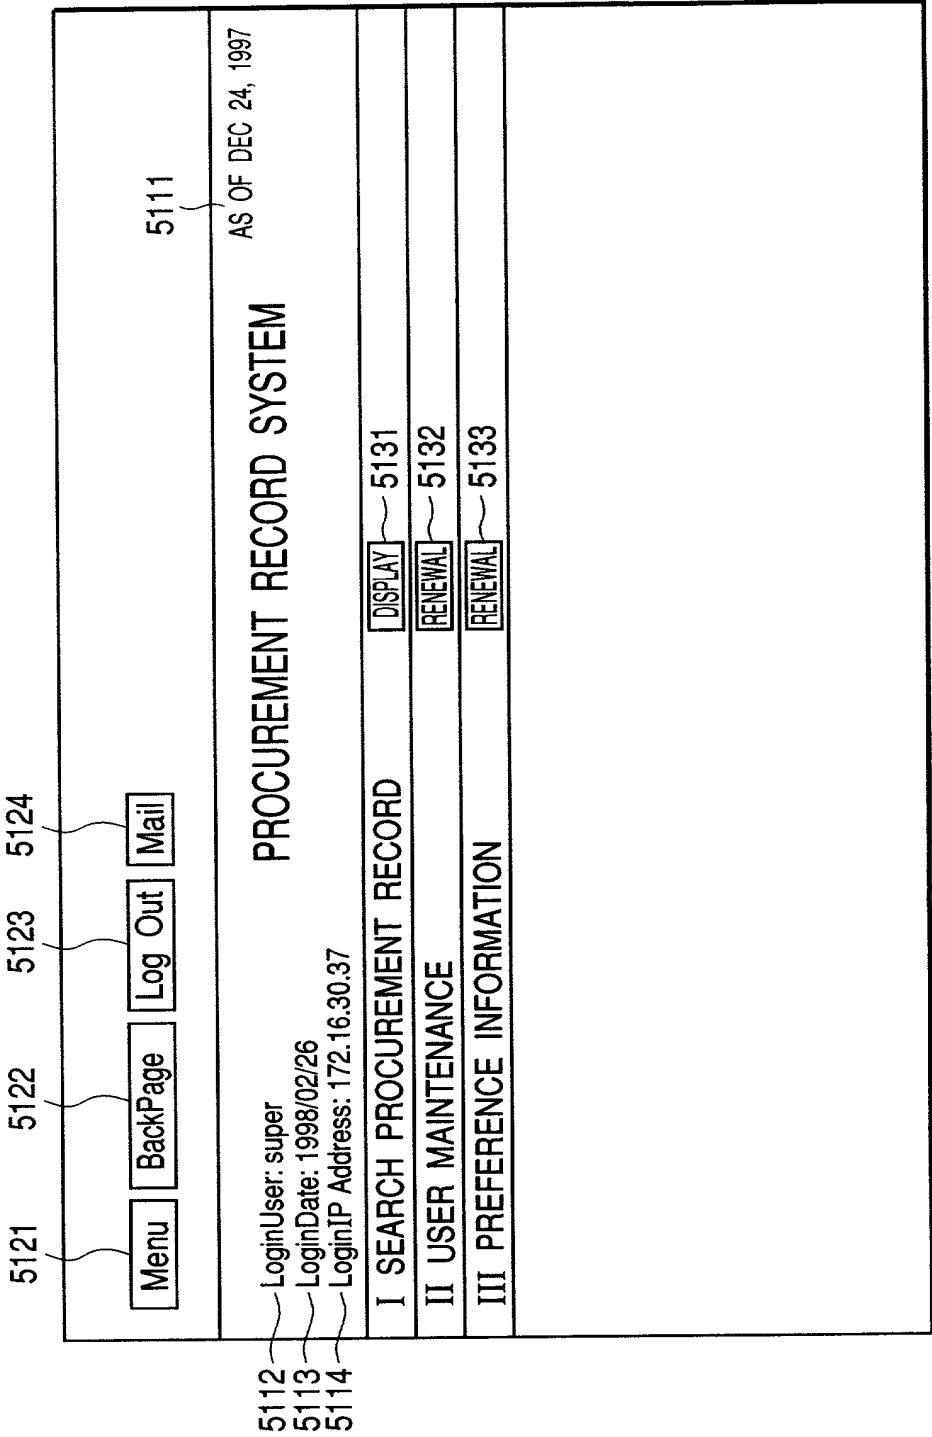 5121 5122 5123 5124
Menu BackPage Log Out Mail
5111
AS OF DEC 24, 1997
PROCUREMENT RECORD SYSTEM
5112 LoginUser: super
5113 LoginDate: 1998/02/26
5114 LoginIP Address: 172.16.30.37
I SEARCH PROCUREMENT RECORD DISPLAY 5131
II USER MAINTENANCE RENEWAL 5132
III PREFERENCE INFORMATION RENEWAL 5133